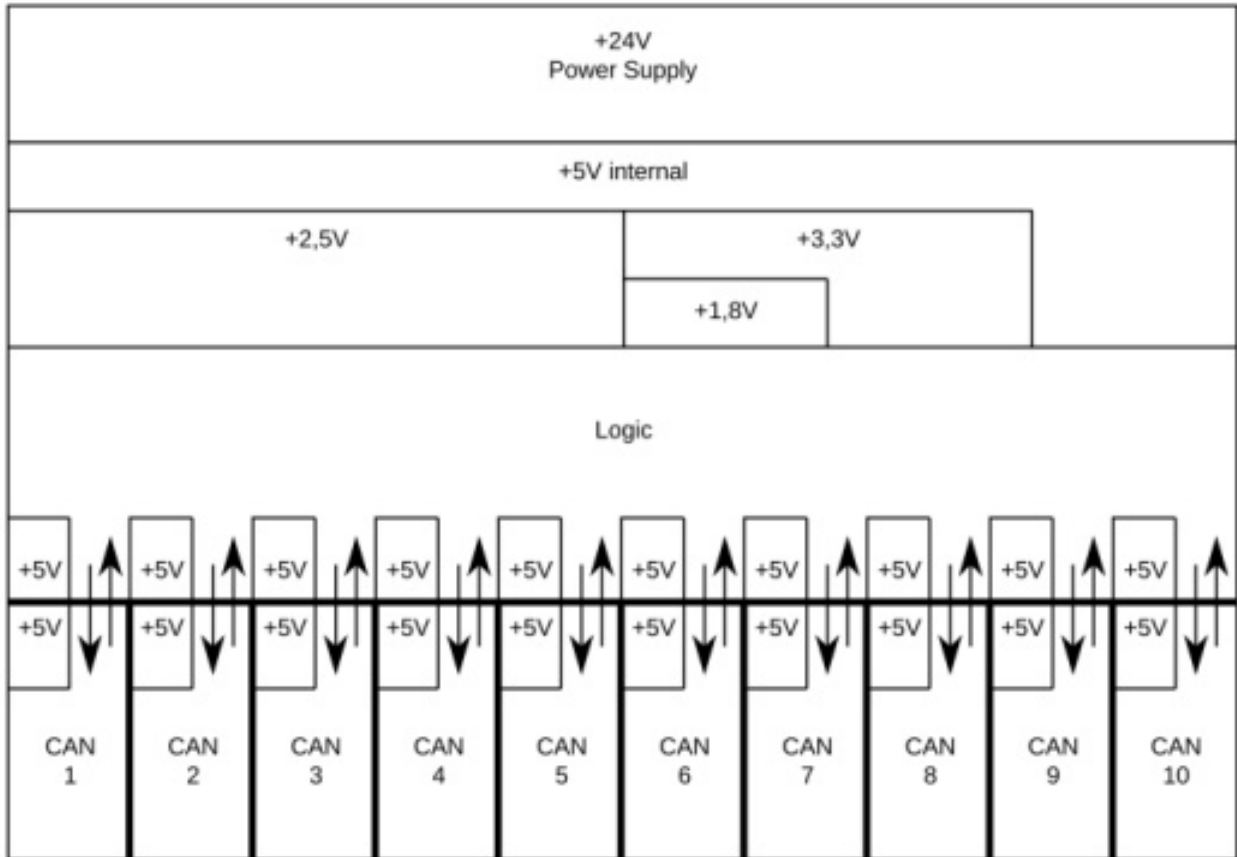 +24V
Power Supply
+5V internal
+2,5V
+3,3V
+1,8V
Logic
+5V +5V +5V +5V +5V +5V +5V +5V +5V +5V
+5V +5V +5V +5V +5V +5V +5V +5V +5V +5V
CAN CAN CAN CAN CAN CAN CAN CAN CAN CAN
1 2 3 4 5 6 7 8 9 10